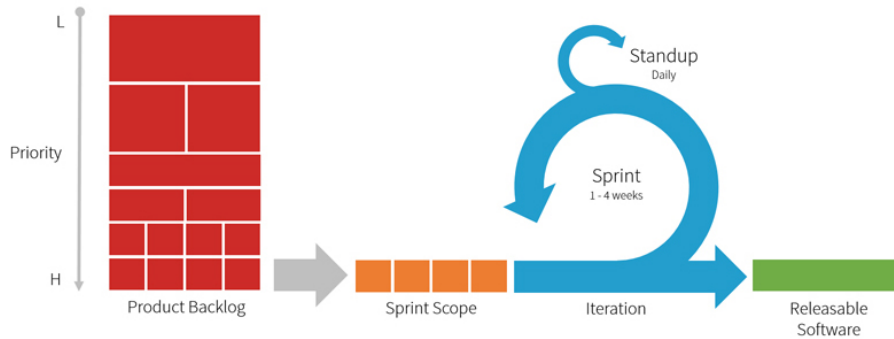 L
Priority
H
Product Backlog
Sprint Scope
Standup
Daily
Sprint
1 - 4 weeks
Iteration
Releasable
Software